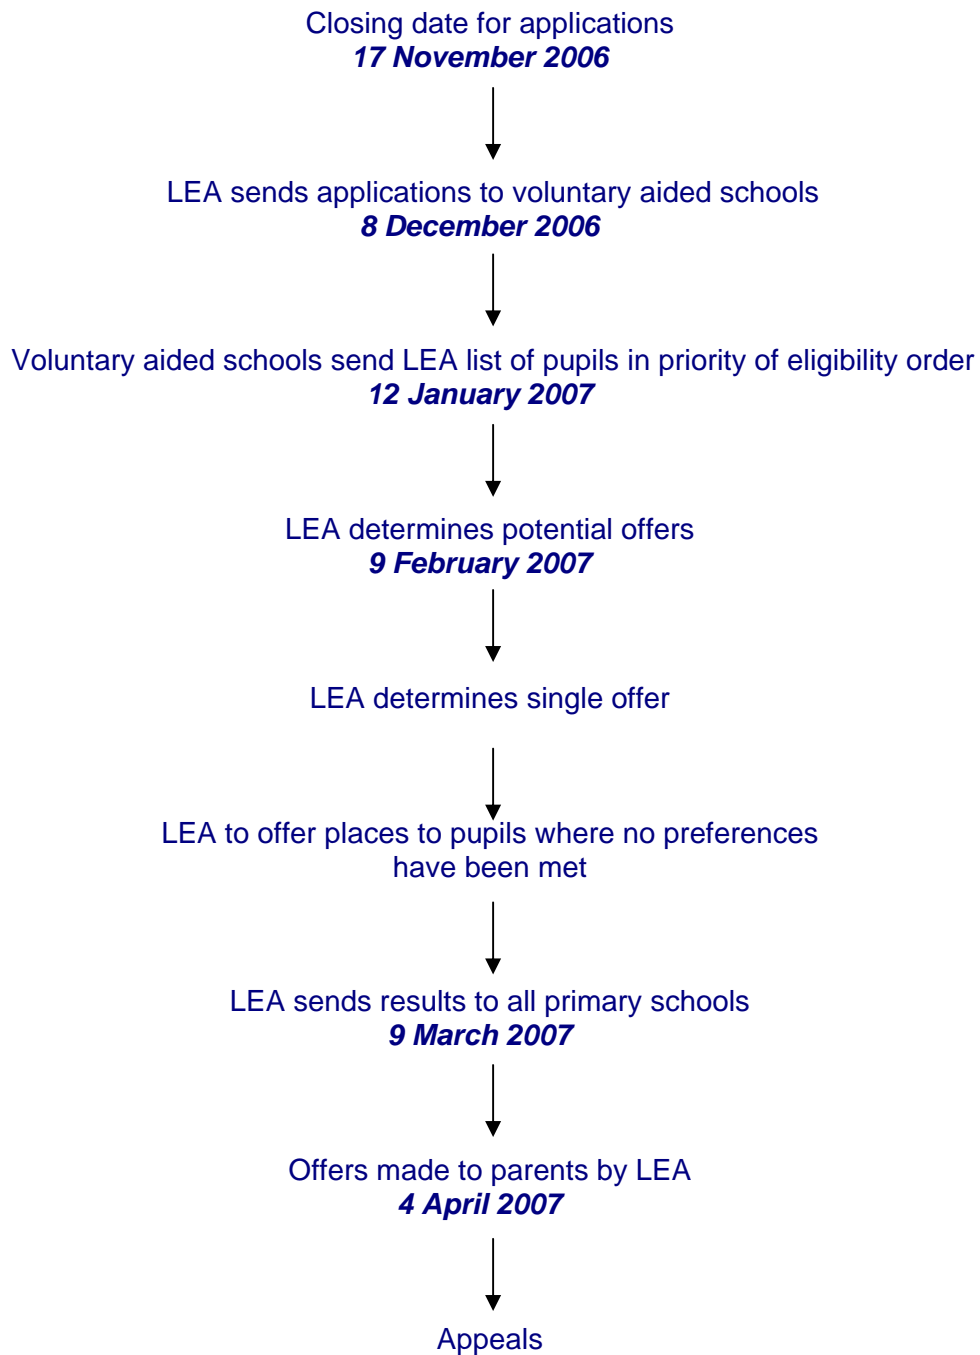 Closing date for applications
17 November 2006
LEA sends applications to voluntary aided schools
8 December 2006
Voluntary aided schools send LEA list of pupils in priority of eligibility order
12 January 2007
LEA determines potential offers
9 February 2007
LEA determines single offer
LEA to offer places to pupils where no preferences
have been met
LEA sends results to all primary schools
9 March 2007
Offers made to parents by LEA
4 April 2007
Appeals